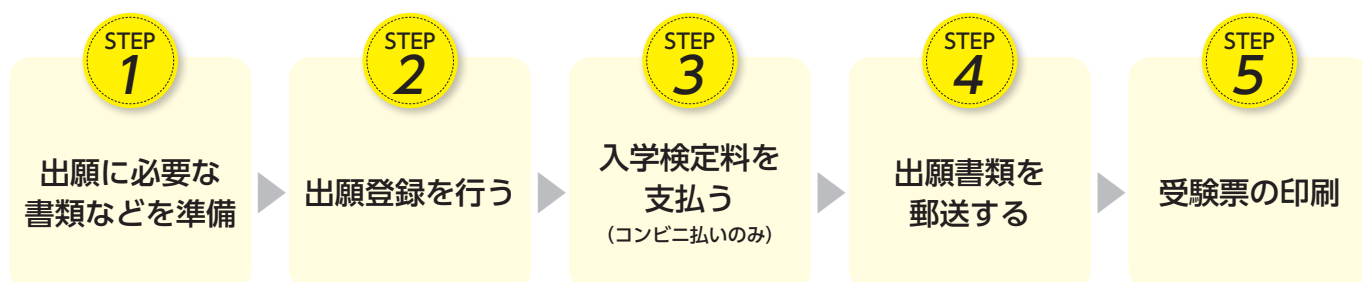 STEP
1
出願に必要な
書類などを準備
STEP
2
出願登録を行う
STEP
3
入学検定料を
支払う
（コンビニ払いのみ）
STEP
4
出願書類を
郵送する
STEP
5
受験票の印刷